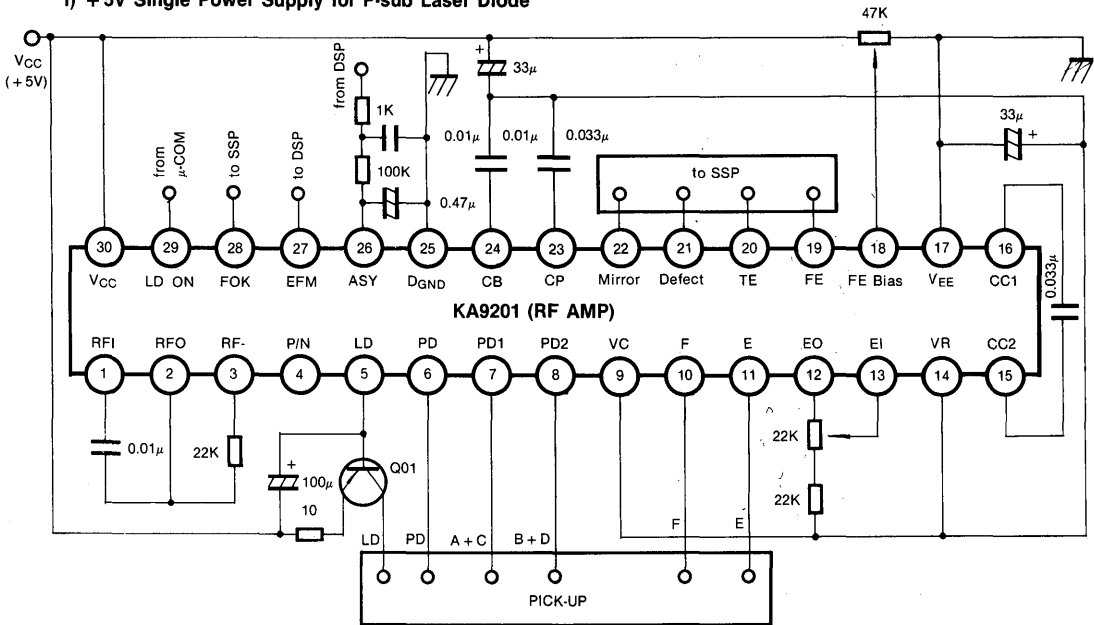 i) + 5V Single Power Supply for P-sub Laser Diode
VCC
(+5V)
47K
from DSP
+
33μ
1K
100K
0.47μ
0.01μ
0.01μ
0.033μ
33μ
+
from
μ-COM
to SSP
to DSP
to SSP
0.033μ
30
29
28
27
26
25
24
23
22
21
20
19
18
17
16
VCC
LD ON
FOK
EFM
ASY
DGND
CB
CP
Mirror
Defect
TE
FE
FE Bias
VEE
CC1
KA9201 (RF AMP)
RFI
RFO
RF-
P/N
LD
PD
PD1
PD2
VC
F
E
EO
EI
VR
CC2
1
2
3
4
5
6
7
8
9
10
11
12
13
14
15
0.01μ
22K
+
100μ
Q01
10
22K
22K
LD
PD
A+C
B+D
F
E
PICK-UP